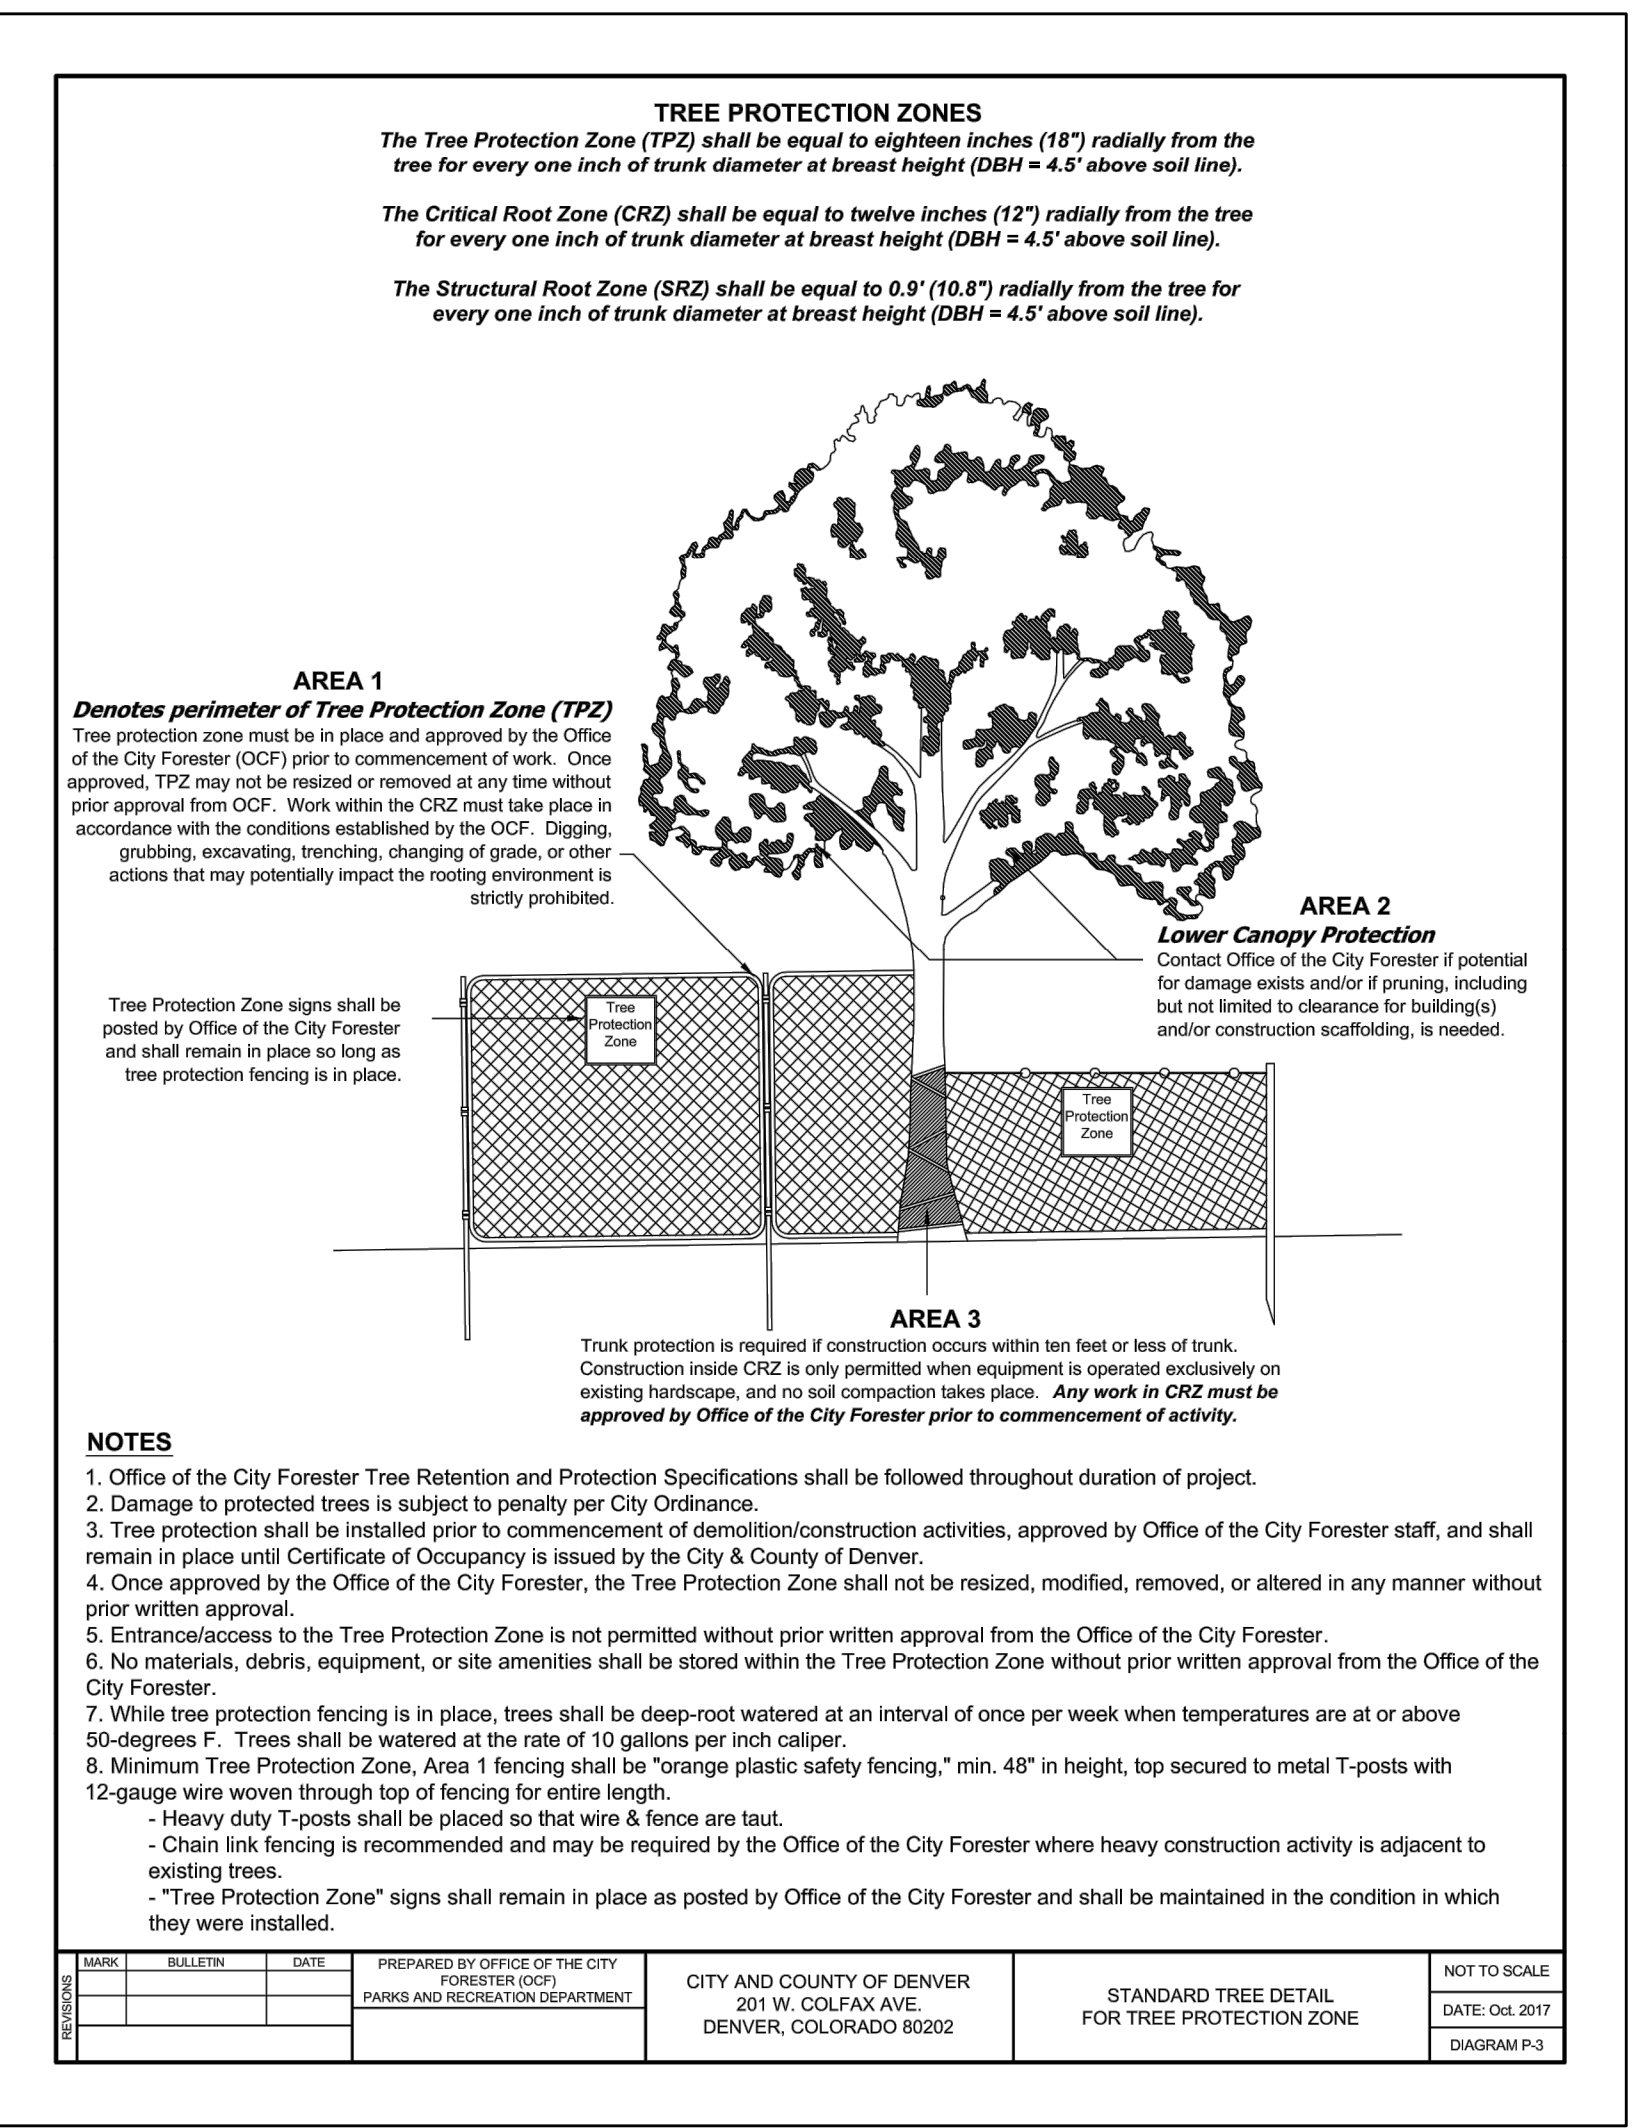 TREE PROTECTION ZONES
The Tree Protection Zone (TPZ) shall be equal to eighteen inches (18") radially from the
tree for every one inch of trunk diameter at breast height (DBH = 4.5' above soil line).
The Critical Root Zone (CRZ) shall be equal to twelve inches (12") radially from the tree
for every one inch of trunk diameter at breast height (DBH = 4.5' above soil line).
The Structural Root Zone (SRZ) shall be equal to 0.9' (10.8") radially from the tree for
every one inch of trunk diameter at breast height (DBH = 4.5' above soil line).
AREA 1
Denotes perimeter of Tree Protection Zone (TPZ)
Tree protection zone must be in place and approved by the Office
of the City Forester (OCF) prior to commencement of work.  Once
approved, TPZ may not be resized or removed at any time without
prior approval from OCF.  Work within the CRZ must take place in
accordance with the conditions established by the OCF.  Digging,
grubbing, excavating, trenching, changing of grade, or other
actions that may potentially impact the rooting environment is
strictly prohibited.
AREA 2
Lower Canopy Protection
Contact Office of the City Forester if potential
for damage exists and/or if pruning, including
but not limited to clearance for building(s)
and/or construction scaffolding, is needed.
Tree Protection Zone signs shall be
posted by Office of the City Forester
and shall remain in place so long as
tree protection fencing is in place.
Tree
Protection
Zone
Tree
Protection
Zone
AREA 3
Trunk protection is required if construction occurs within ten feet or less of trunk.
Construction inside CRZ is only permitted when equipment is operated exclusively on
existing hardscape, and no soil compaction takes place.  Any work in CRZ must be
approved by Office of the City Forester prior to commencement of activity.
NOTES
1. Office of the City Forester Tree Retention and Protection Specifications shall be followed throughout duration of project.
2. Damage to protected trees is subject to penalty per City Ordinance.
3. Tree protection shall be installed prior to commencement of demolition/construction activities, approved by Office of the City Forester staff, and shall
remain in place until Certificate of Occupancy is issued by the City & County of Denver.
4. Once approved by the Office of the City Forester, the Tree Protection Zone shall not be resized, modified, removed, or altered in any manner without
prior written approval.
5. Entrance/access to the Tree Protection Zone is not permitted without prior written approval from the Office of the City Forester.
6. No materials, debris, equipment, or site amenities shall be stored within the Tree Protection Zone without prior written approval from the Office of the
City Forester.
7. While tree protection fencing is in place, trees shall be deep-root watered at an interval of once per week when temperatures are at or above
50-degrees F.  Trees shall be watered at the rate of 10 gallons per inch caliper.
8. Minimum Tree Protection Zone, Area 1 fencing shall be "orange plastic safety fencing," min. 48" in height, top secured to metal T-posts with
12-gauge wire woven through top of fencing for entire length.
- Heavy duty T-posts shall be placed so that wire & fence are taut.
- Chain link fencing is recommended and may be required by the Office of the City Forester where heavy construction activity is adjacent to
existing trees.
- "Tree Protection Zone" signs shall remain in place as posted by Office of the City Forester and shall be maintained in the condition in which
they were installed.
REVISIONS
MARK BULLETIN DATE
PREPARED BY OFFICE OF THE CITY
FORESTER (OCF)
PARKS AND RECREATION DEPARTMENT
CITY AND COUNTY OF DENVER
201 W. COLFAX AVE.
DENVER, COLORADO 80202
STANDARD TREE DETAIL
FOR TREE PROTECTION ZONE
NOT TO SCALE
DATE: Oct. 2017
DIAGRAM P-3